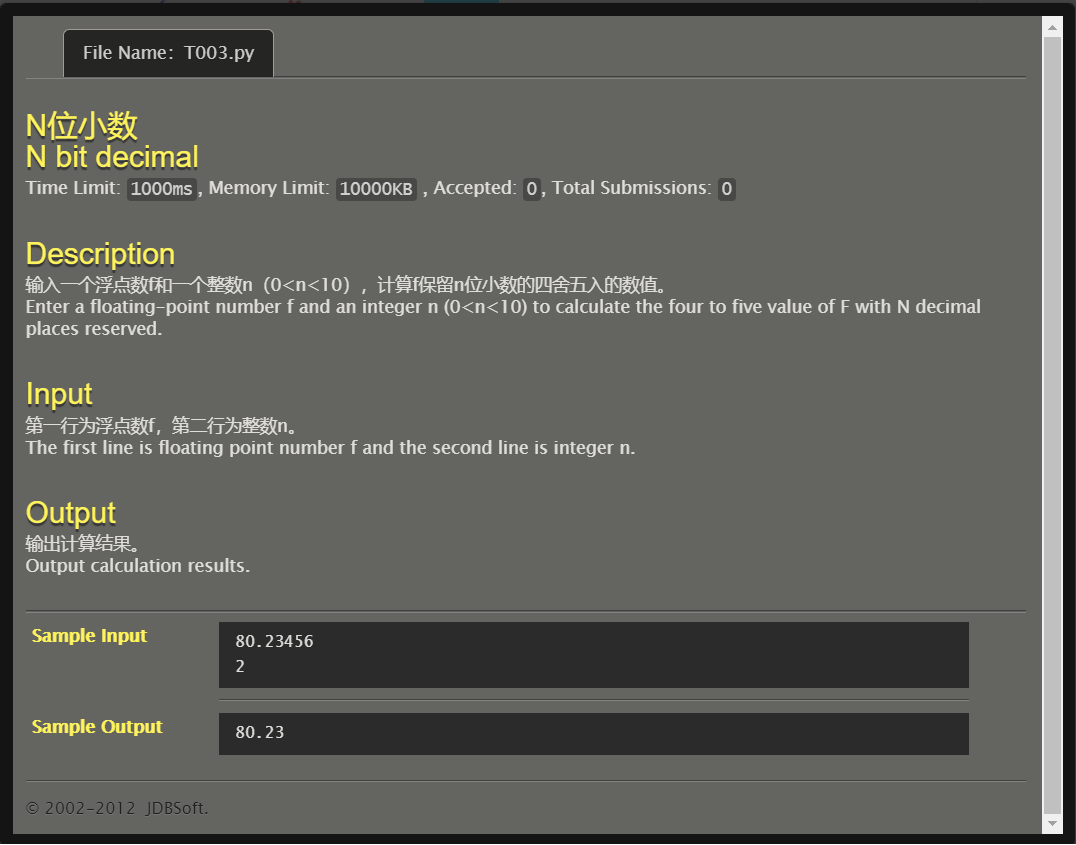 File Name: T003.py
N位小数
N bit decimal
Time Limit: 1000ms, Memory Limit: 10000KB , Accepted: 0, Total Submissions: 0
Description
输入一个浮点数f和一个整数n（0<n<10），计算f保留n位小数的四舍五入的数值。
Enter a floating-point number f and an integer n (0<n<10) to calculate the four to five value of F with N decimal
places reserved.
Input
第一行为浮点数f，第二行为整数n。
The first line is floating point number f and the second line is integer n.
Output
输出计算结果。
Output calculation results.
Sample Input
80.23456
2
Sample Output
80.23
© 2002-2012 JDBSoft.